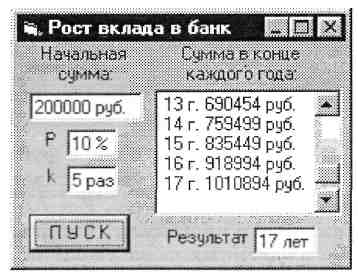 Рост вклада в банк
Начальная сумма:
200000 руб.
P 10 %
k 5 раз
ПУСК
Сумма в конце каждого года:
13 г. 690454 руб.
14 г. 759499 руб.
15 г. 835449 руб.
16 г. 918994 руб.
17 г. 1010894 руб.
Результат 17 лет